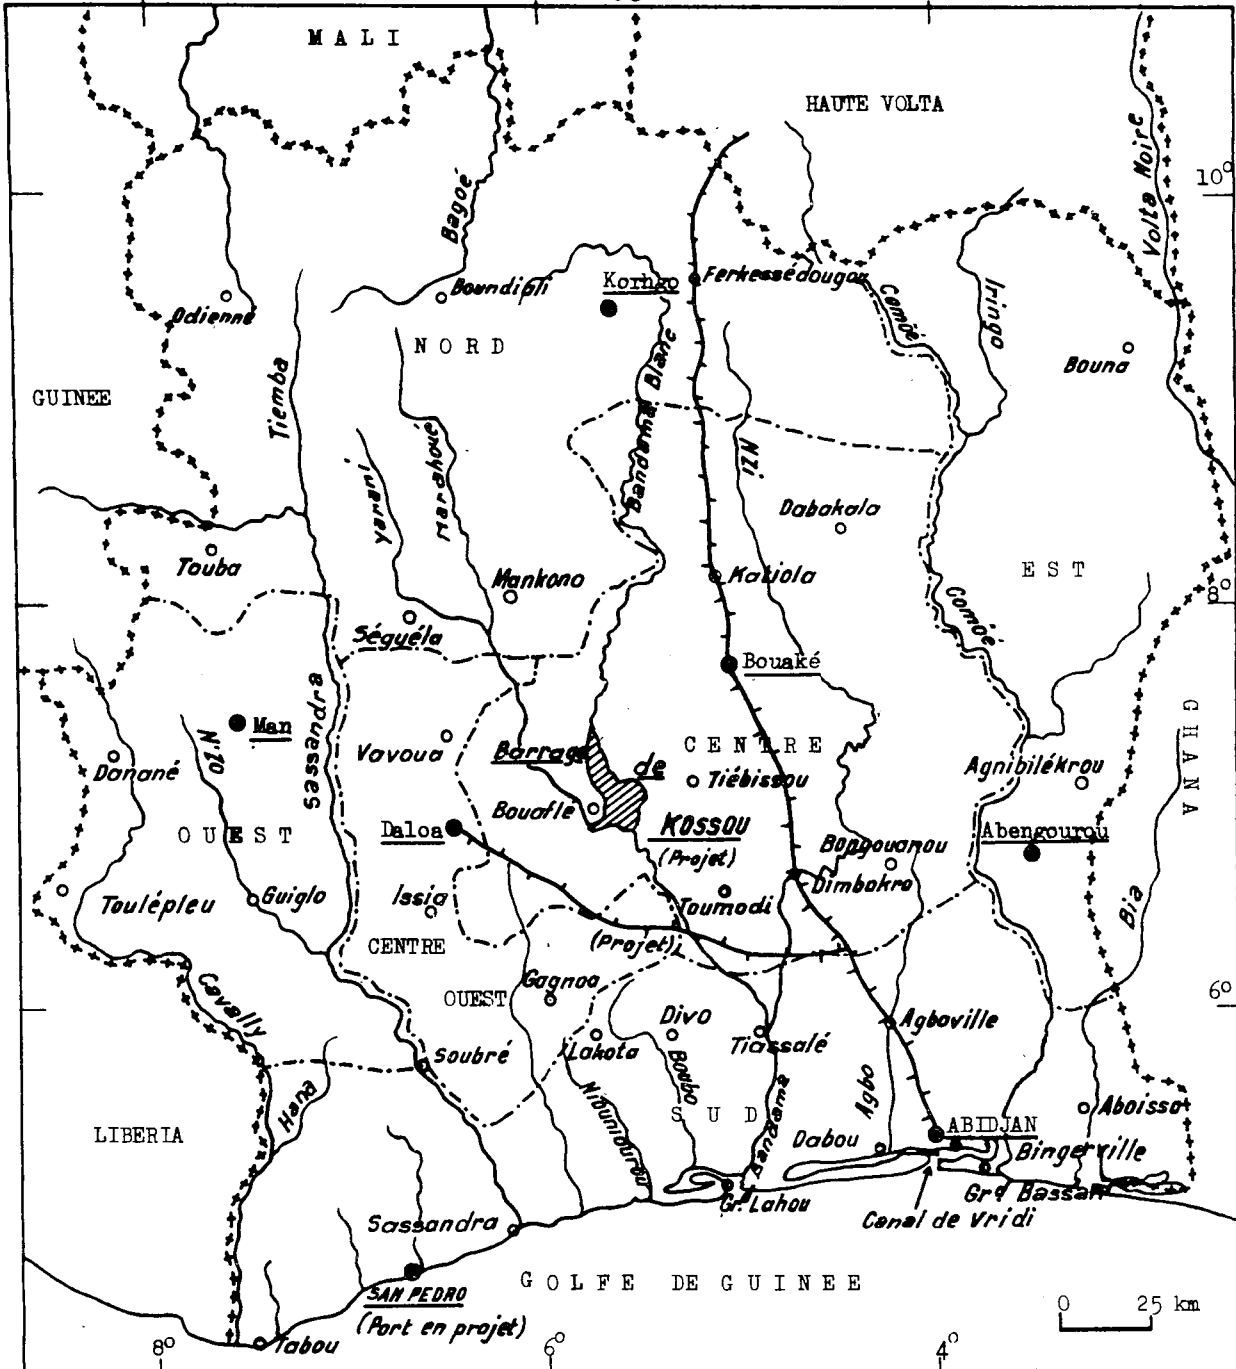 MALI
HAUTE VOLTA
Volta Noire
10°
Bagoé
Korhgo
Ferkessédougou
Boundiali
Odienné
Comöé
Iringo
NORD
Bouna
GUINEE
Tiemba
Bandama Blanc
Marahoué
Yarani
N'Zi
Dabakala
Touba
Mankono
Katiola
EST
8°
Comöé
Séguéla
Bouaké
Sassandra
Man
N'Zo
Vavoua
Barrage
de
CENTRE
GHANA
Danané
Tiébissou
Agnibilékrou
Bouaflé
OUEST
Daloa
KOSSOU
(Projet)
Bongouanou
Abengourou
Toulépleu
Guiglo
Issia
Toumodi
Dimbokro
Bia
CENTRE
(Projet)
Cavally
OUEST
Gagnoa
6°
Soubré
Lakota
Divo
Tiassalé
Agboville
Hana
Niouniourou
Boubo
Bandama
Agbo
SUD
LIBERIA
Aboisso
Dabou
ABIDJAN
Bingerville
Gr. Lahou
Grd Bassam
Canal de Vridi
Sassandra
GOLFE DE GUINEE
SAN PEDRO
(Port en projet)
0 25 km
Tabou
8°
6°
4°